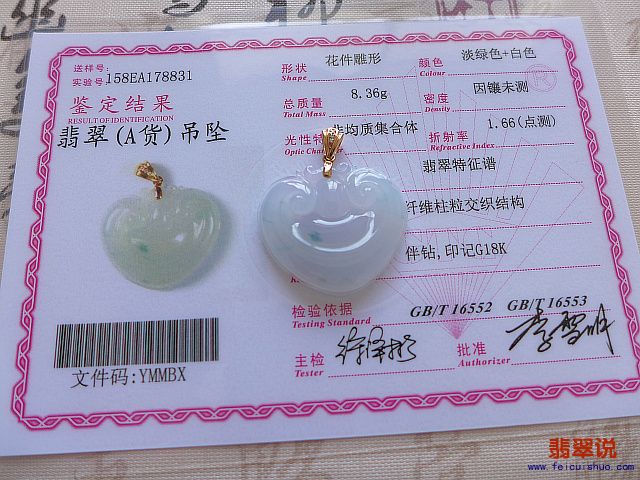 送样号:
实验号: 158EA178831
鉴定结果
RESULT OF IDENTIFICATION
翡翠(A货)吊坠
文件码: YMMBX
形状 花件雕形 颜色 淡绿色+白色
Shape Colour
总质量 8.36g 密度 因镶未测
Total Mass Density
光性特 非均质集合体 折射率 1.66(点测)
Optic Refractive Index
翡翠特征谱
纤维柱粒交织结构
伴钻,印记G18K
检验依据 GB/T 16552 GB/T 16553
Testing Standard
主检 批准
Tester Authorizer
翡翠说
www.feicuishuo.com